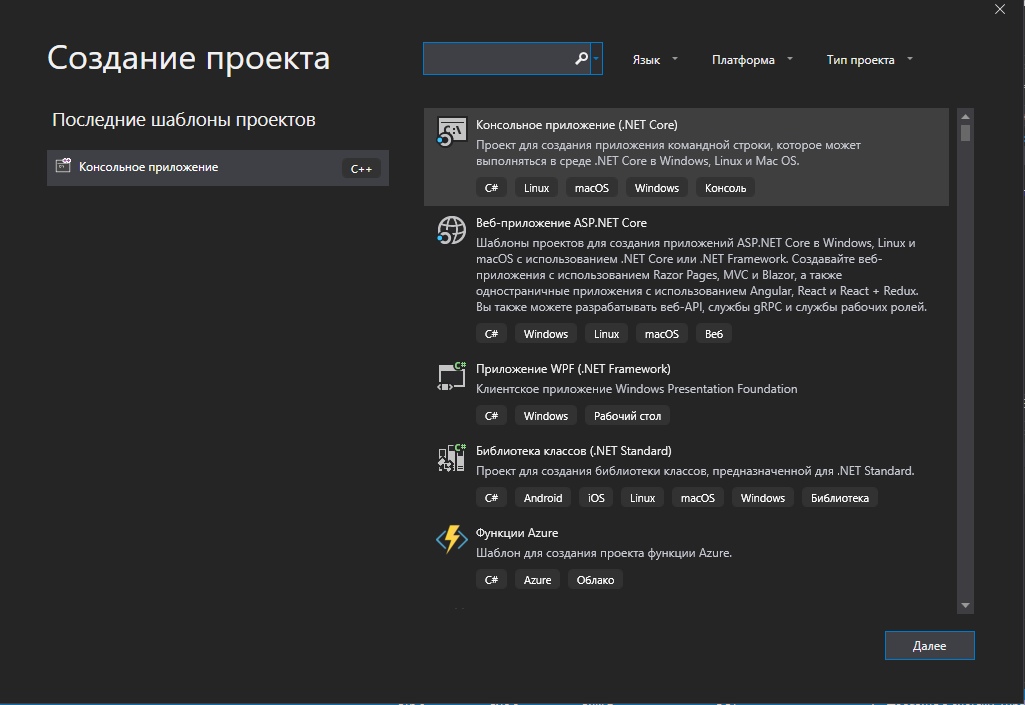 Создание проекта
Язык
Платформа
Тип проекта
Последние шаблоны проектов
Консольное приложение C++
Консольное приложение (.NET Core)
Проект для создания приложения командной строки, которое может
выполняться в среде .NET Core в Windows, Linux и Mac OS.
C# Linux macOS Windows Консоль
Веб-приложение ASP.NET Core
Шаблоны проектов для создания приложений ASP.NET Core в Windows, Linux и
macOS с использованием .NET Core или .NET Framework. Создавайте веб-
приложения с использованием Razor Pages, MVC и Blazor, а также
одностраничные приложения с использованием Angular, React и React + Redux.
Вы также можете разрабатывать веб-API, службы gRPC и службы рабочих ролей.
C# Windows Linux macOS Веб
Приложение WPF (.NET Framework)
Клиентское приложение Windows Presentation Foundation
C# Windows Рабочий стол
Библиотека классов (.NET Standard)
Проект для создания библиотеки классов, предназначенной для .NET Standard.
C# Android iOS Linux macOS Windows Библиотека
Функции Azure
Шаблон для создания проекта функции Azure.
C# Azure Облако
Далее